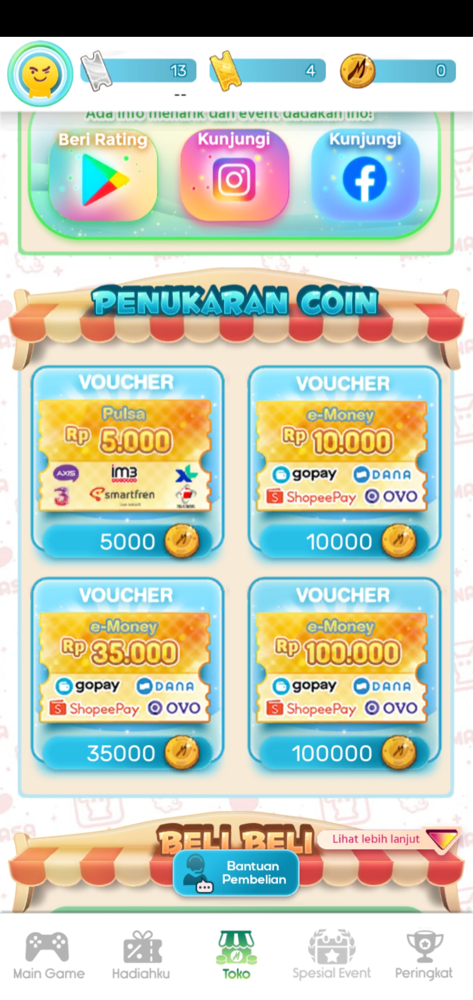 13
4
0
--
Ada info menarik dan event dadakan lho!
Beri Rating
Kunjungi
Kunjungi
PENUKARAN COIN
VOUCHER
Pulsa
Rp 5.000
AXIS
im3
XL
3
smartfren
5000
VOUCHER
e-Money
Rp 10.000
gopay
DANA
ShopeePay
OVO
10000
VOUCHER
e-Money
Rp 35.000
gopay
DANA
ShopeePay
OVO
35000
VOUCHER
e-Money
Rp 100.000
gopay
DANA
ShopeePay
OVO
100000
BELI BELI
Lihat lebih lanjut
Bantuan
Pembelian
Main Game
Hadiahku
Toko
Spesial Event
Peringkat